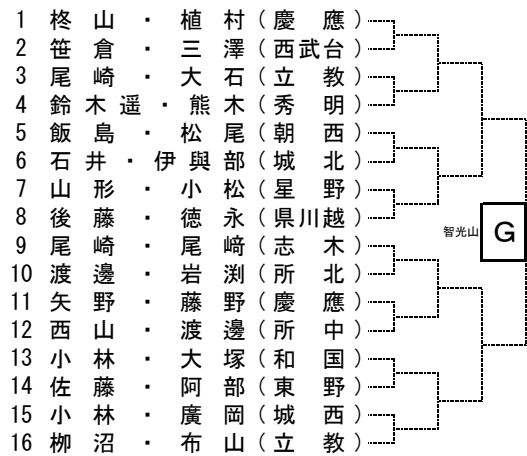 1 柊山・植村(慶應)
2 笹倉・三澤(西武台)
3 尾崎・大石(立教)
4 鈴木遥・熊木(秀明)
5 飯島・松尾(朝西)
6 石井・伊與部(城北)
7 山形・小松(星野)
8 後藤・徳永(県川越)
智光山 G
9 尾崎・尾﨑(志木)
10 渡邊・岩渕(所北)
11 矢野・藤野(慶應)
12 西山・渡邊(所中)
13 小林・大塚(和国)
14 佐藤・阿部(東野)
15 小林・廣岡(城西)
16 栁沼・布山(立教)